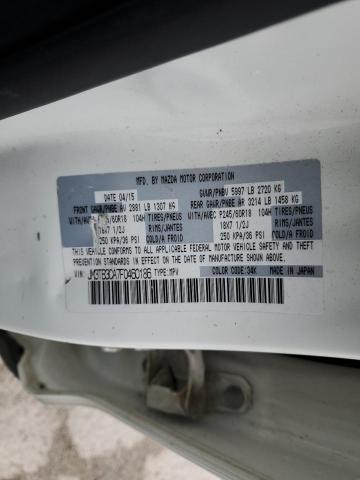 MFD. BY MAZDA MOTOR CORPORATION
DATE 04/15 GVWR/PNBV 5997 LB 2720 KG
FRONT GAWR/PNBE AV 2881 LB 1307 KG REAR GAWR/PNBE AR 3214 LB 1458 KG
WITH/AVEC P245/60R18 104H TIRES/PNEUS WITH/AVEC P245/60R18 104H TIRES/PNEUS
18X7 1/2J RIMS/JANTES 18X7 1/2J RIMS/JANTES
250 KPA/36 PSI COLD/A FROID 250 KPA/36 PSI COLD/A FROID
THIS VEHICLE CONFORMS TO ALL APPLICABLE FEDERAL MOTOR VEHICLE
SAFETY STANDARDS IN EFFECT ON THE DATE OF MANUFACTURE SHOWN ABOVE.
VIN: JM3TB3CA7F0460186 TYPE:MPV
COLOR CODE: 34K MADE IN JAPAN